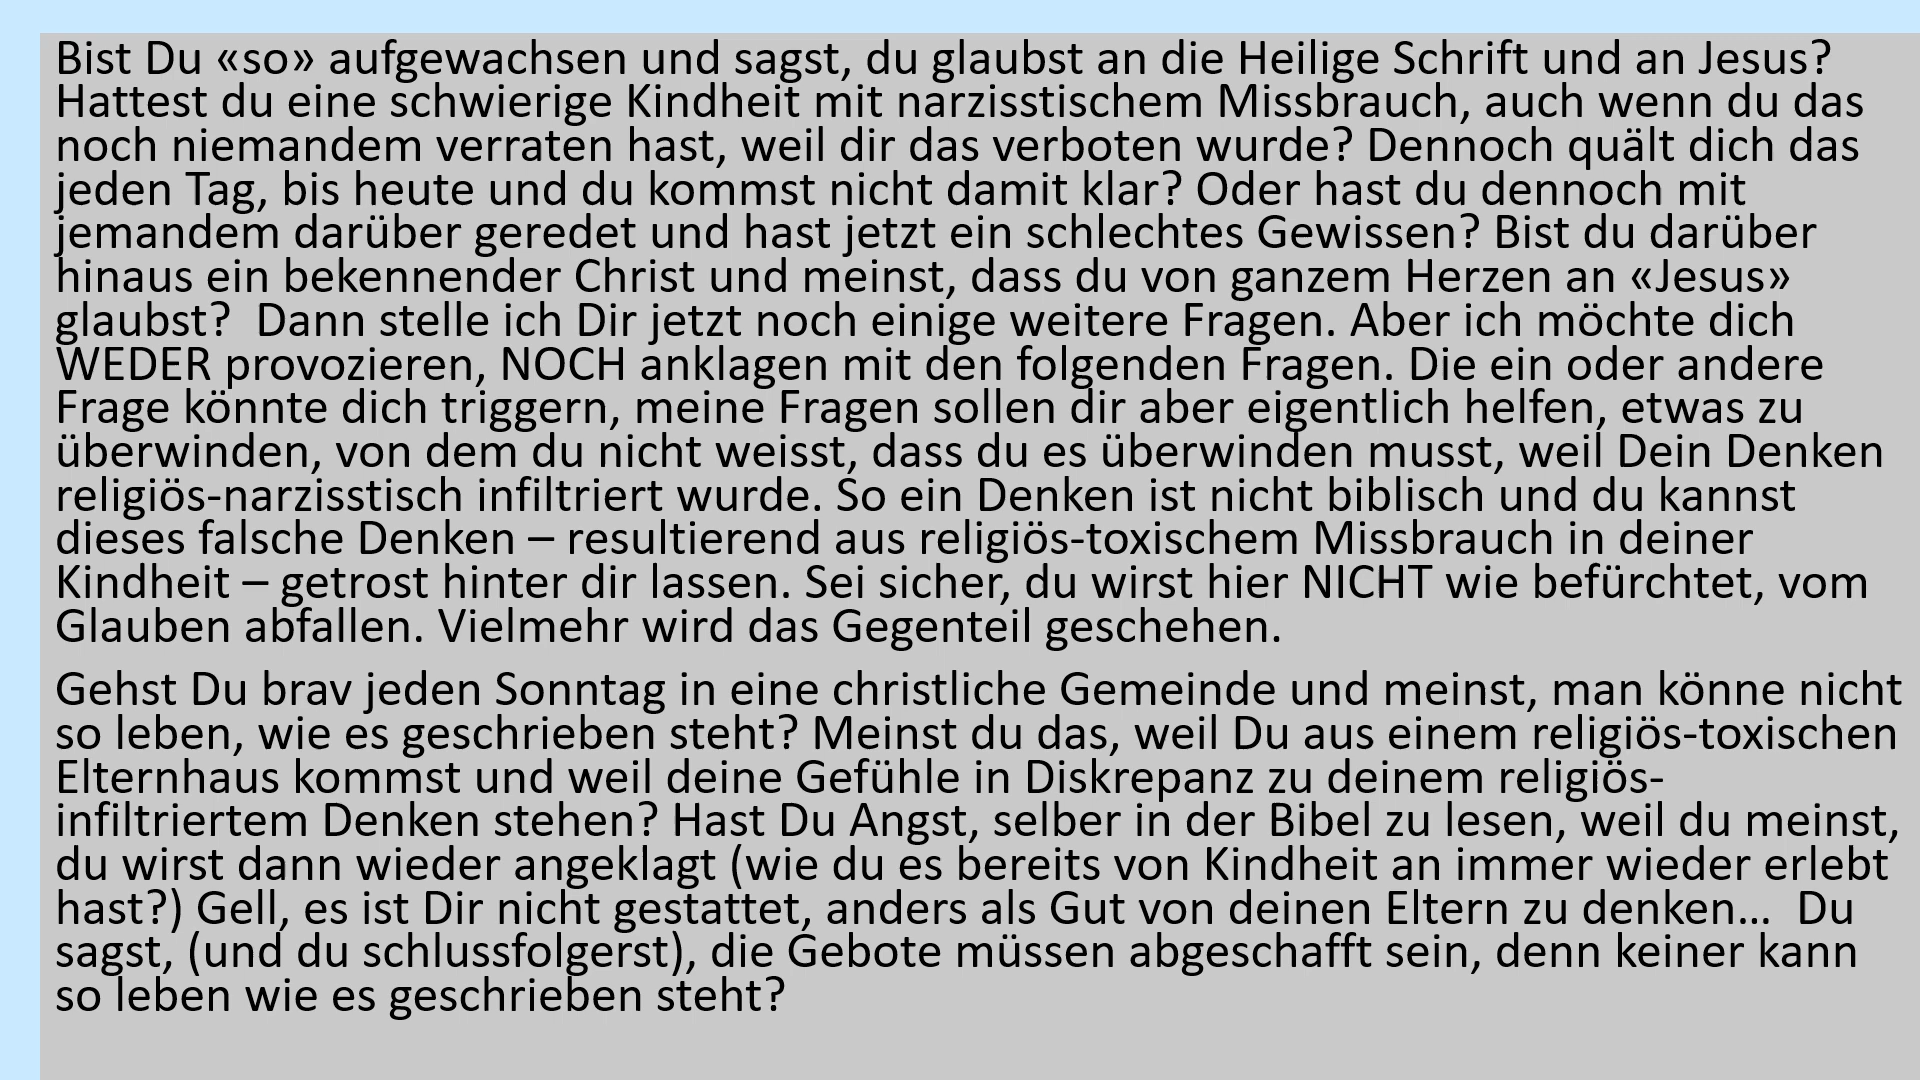 Bist Du «so» aufgewachsen und sagst, du glaubst an die Heilige Schrift und an Jesus?
Hattest du eine schwierige Kindheit mit narzisstischem Missbrauch, auch wenn du das
noch niemandem verraten hast, weil dir das verboten wurde? Dennoch quält dich das
jeden Tag, bis heute und du kommst nicht damit klar? Oder hast du dennoch mit
jemandem darüber geredet und hast jetzt ein schlechtes Gewissen? Bist du darüber
hinaus ein bekennender Christ und meinst, dass du von ganzem Herzen an «Jesus»
glaubst?  Dann stelle ich Dir jetzt noch einige weitere Fragen. Aber ich möchte dich
WEDER provozieren, NOCH anklagen mit den folgenden Fragen. Die ein oder andere
Frage könnte dich triggern, meine Fragen sollen dir aber eigentlich helfen, etwas zu
überwinden, von dem du nicht weisst, dass du es überwinden musst, weil Dein Denken
religiös-narzisstisch infiltriert wurde. So ein Denken ist nicht biblisch und du kannst
dieses falsche Denken – resultierend aus religiös-toxischem Missbrauch in deiner
Kindheit – getrost hinter dir lassen. Sei sicher, du wirst hier NICHT wie befürchtet, vom
Glauben abfallen. Vielmehr wird das Gegenteil geschehen.
Gehst Du brav jeden Sonntag in eine christliche Gemeinde und meinst, man könne nicht
so leben, wie es geschrieben steht? Meinst du das, weil Du aus einem religiös-toxischen
Elternhaus kommst und weil deine Gefühle in Diskrepanz zu deinem religiös-
infiltriertem Denken stehen? Hast Du Angst, selber in der Bibel zu lesen, weil du meinst,
du wirst dann wieder angeklagt (wie du es bereits von Kindheit an immer wieder erlebt
hast?) Gell, es ist Dir nicht gestattet, anders als Gut von deinen Eltern zu denken…  Du
sagst, (und du schlussfolgerst), die Gebote müssen abgeschafft sein, denn keiner kann
so leben wie es geschrieben steht?